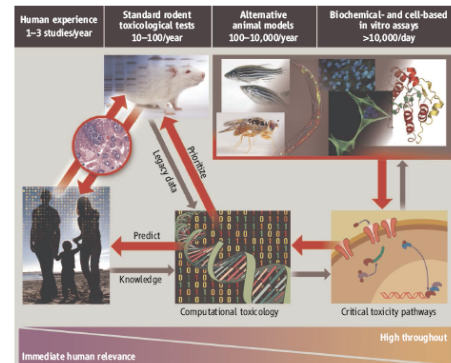 Human experience
1–3 studies/year
Standard rodent
toxicological tests
10–100/year
Alternative
animal models
100–10,000/year
Biochemical- and cell-based
in vitro assays
>10,000/day
Prioritize
Legacy data
Predict
Knowledge
Computational toxicology
Critical toxicity pathways
High throughout
Immediate human relevance